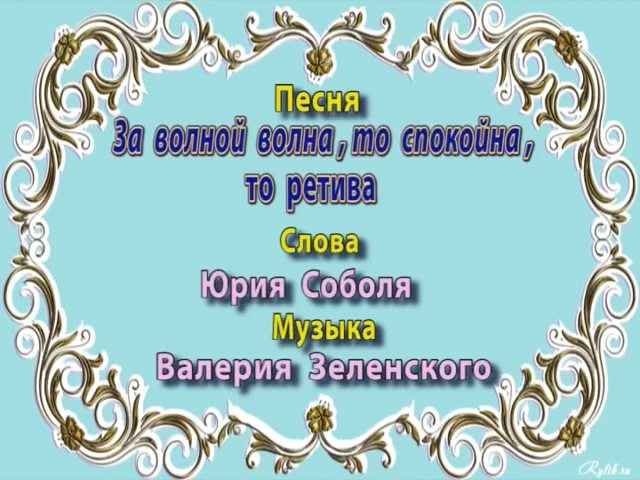 Песня
За волной волна , то спокойна ,
то ретива
Слова
Юрия Соболя
Музыка
Валерия Зеленского
Rylik.ru